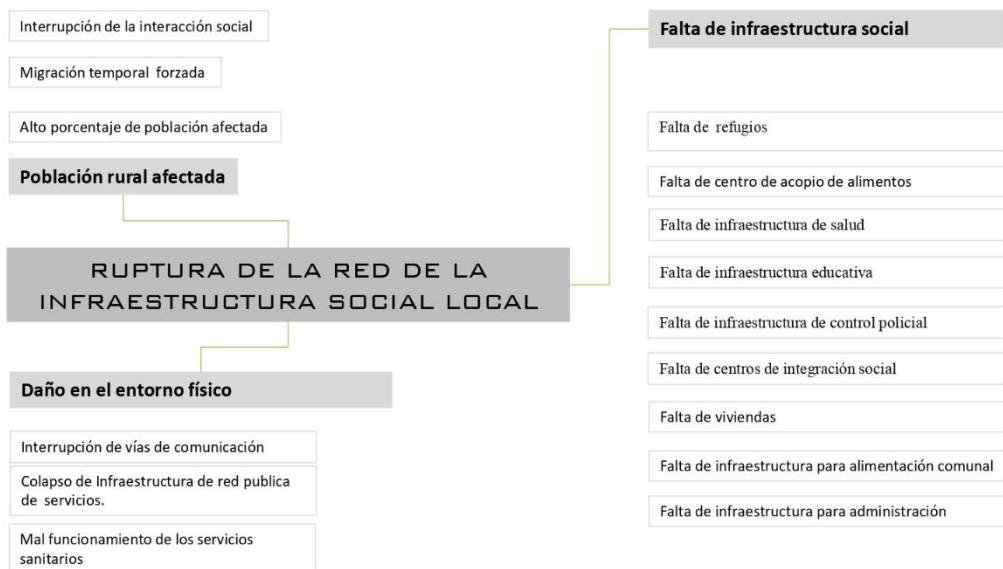 Interrupción de la interacción social
Migración temporal forzada
Alto porcentaje de población afectada
Población rural afectada
RUPTURA DE LA RED DE LA
INFRAESTRUCTURA SOCIAL LOCAL
Daño en el entorno físico
Interrupción de vías de comunicación
Colapso de Infraestructura de red publica
de servicios.
Mal funcionamiento de los servicios
sanitarios
Falta de infraestructura social
Falta de refugios
Falta de centro de acopio de alimentos
Falta de infraestructura de salud
Falta de infraestructura educativa
Falta de infraestructura de control policial
Falta de centros de integración social
Falta de viviendas
Falta de infraestructura para alimentación comunal
Falta de infraestructura para administración